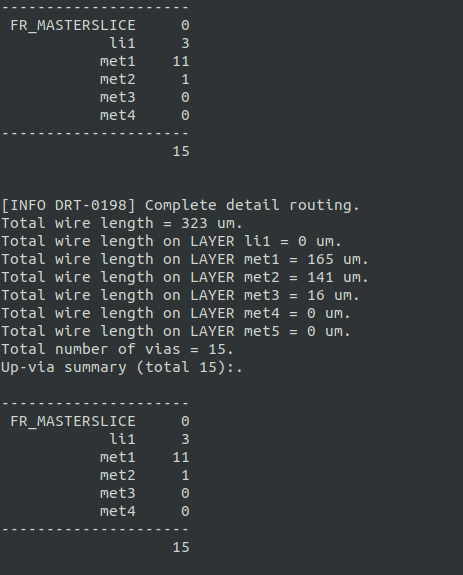 ---------------------
FR_MASTERSLICE     0
li1     3
met1    11
met2     1
met3     0
met4     0
---------------------
15
[INFO DRT-0198] Complete detail routing.
Total wire length = 323 um.
Total wire length on LAYER li1 = 0 um.
Total wire length on LAYER met1 = 165 um.
Total wire length on LAYER met2 = 141 um.
Total wire length on LAYER met3 = 16 um.
Total wire length on LAYER met4 = 0 um.
Total wire length on LAYER met5 = 0 um.
Total number of vias = 15.
Up-via summary (total 15):.
---------------------
FR_MASTERSLICE     0
li1     3
met1    11
met2     1
met3     0
met4     0
---------------------
15